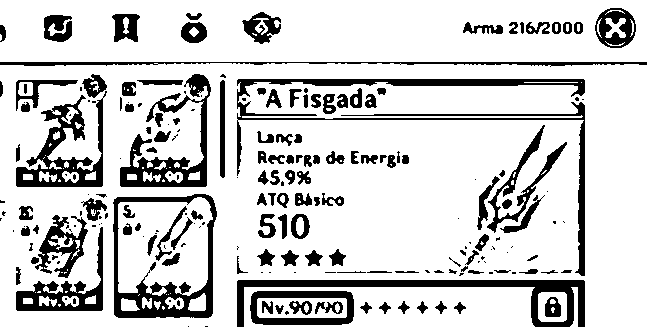 Arma 216/2000
"A Fisgada"
Lança
Recarga de Energia
45,9%
ATQ Básico
510
Nv.90
Nv.90
Nv.90
Nv.90
Nv.90/90